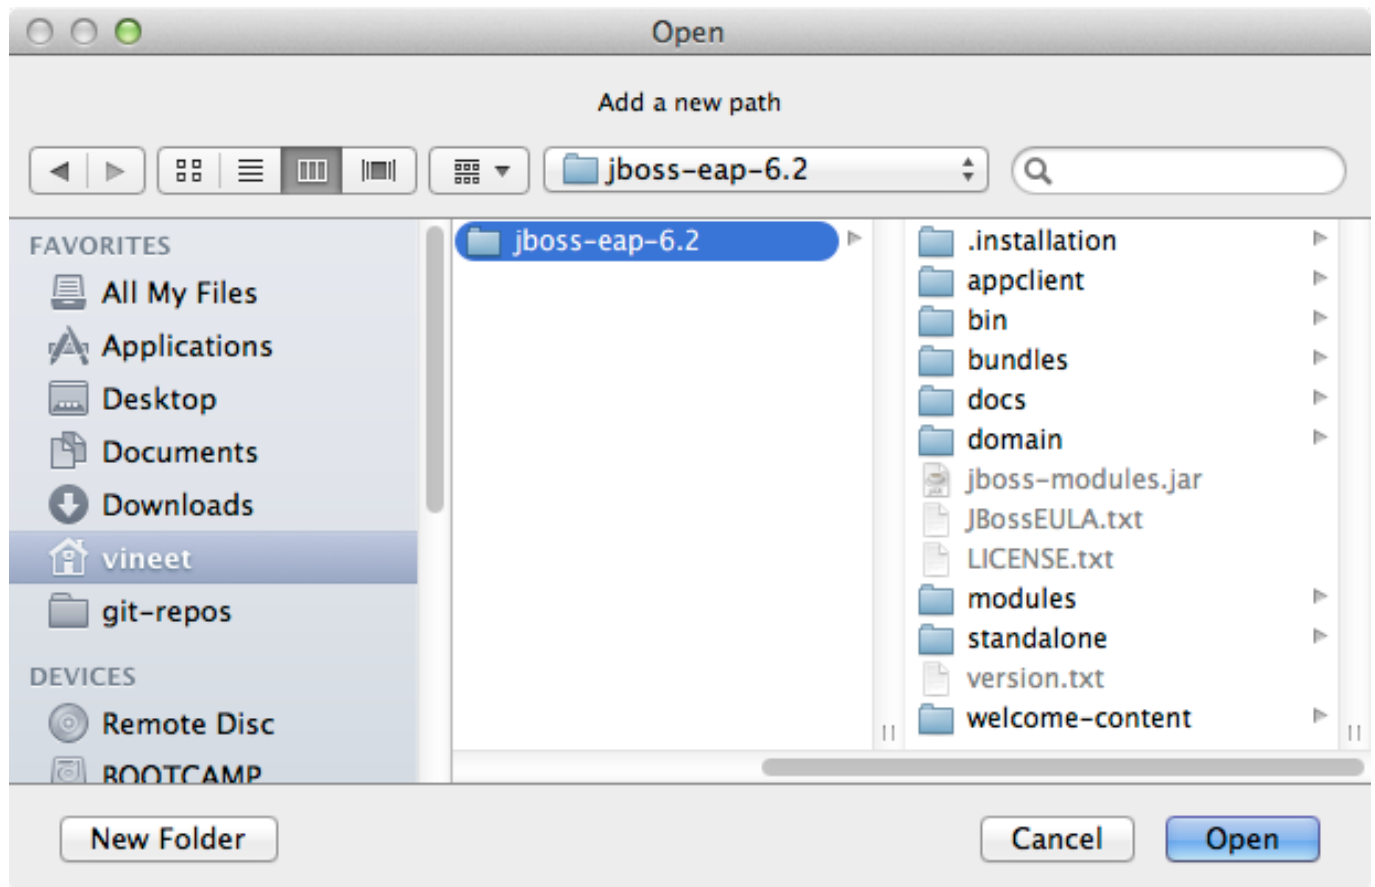 Open
Add a new path
jboss-eap-6.2
FAVORITES
All My Files
Applications
Desktop
Documents
Downloads
vineet
git-repos
DEVICES
Remote Disc
BOOTCAMP
jboss-eap-6.2
.installation
appclient
bin
bundles
docs
domain
jboss-modules.jar
JBossEULA.txt
LICENSE.txt
modules
standalone
version.txt
welcome-content
New Folder
Cancel
Open